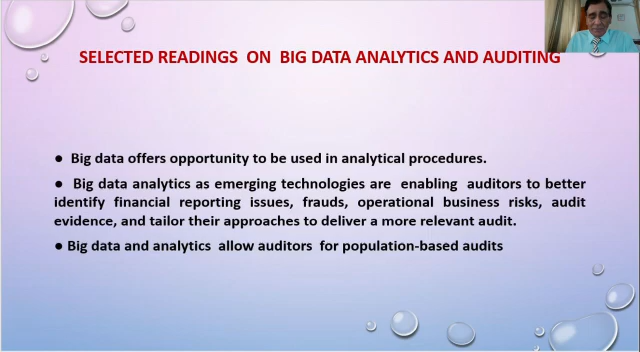 SELECTED READINGS ON BIG DATA ANALYTICS AND AUDITING
● Big data offers opportunity to be used in analytical procedures.
● Big data analytics as emerging technologies are enabling auditors to better
identify financial reporting issues, frauds, operational business risks, audit
evidence, and tailor their approaches to deliver a more relevant audit.
● Big data and analytics allow auditors for population-based audits